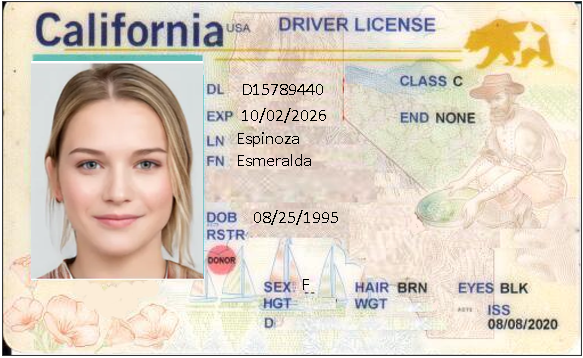 California USA DRIVER LICENSE
DL D15789440 CLASS C
EXP 10/02/2026 END NONE
LN Espinoza
FN Esmeralda
DOB 08/25/1995
RSTR
DONOR
SEX F HAIR BRN EYES BLK
HGT WGT ISS
D 08/08/2020